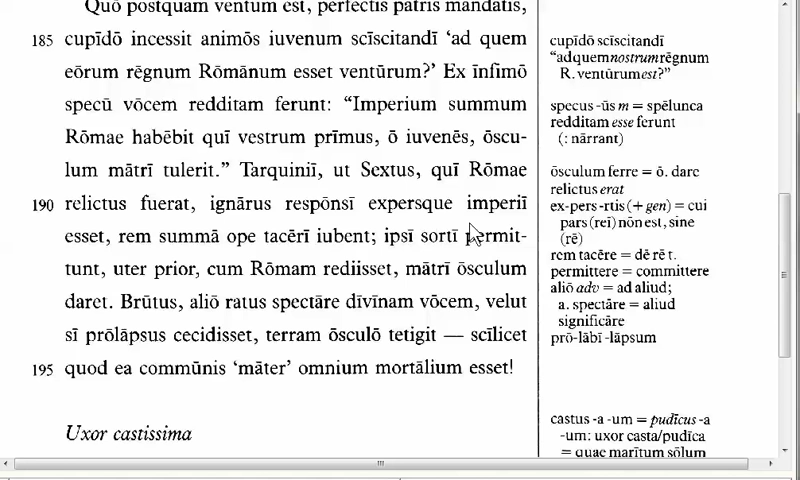 Quō postquam ventum est, perfectīs patris mandātīs,
185 cupīdō incessit animōs iuvenum scīscitandī ‘ad quem
eōrum rēgnum Rōmānum esset ventūrum?’ Ex īnfimō
specū vōcem redditam ferunt: “Imperium summum
Rōmae habēbit quī vestrum prīmus, ō iuvenēs, ōscu-
lum mātrī tulerit.” Tarquiniī, ut Sextus, quī Rōmae
190 relictus fuerat, ignārus respōnsī expersque imperiī
esset, rem summā ope tacērī iubent; ipsī sortī permit-
tunt, uter prior, cum Rōmam rediisset, mātrī ōsculum
daret. Brūtus, aliō ratus spectāre dīvīnam vōcem, velut
sī prōlāpsus cecidisset, terram ōsculō tetigit — scīlicet
195 quod ea commūnis ‘māter’ omnium mortālium esset!
Uxor castissima
cupīdō scīscitandī
“ad quem nostrum rēgnum
R. ventūrum est?”
specus -ūs m = spēlunca
redditam esse ferunt
(: nārrant)
ōsculum ferre = ō. dare
relictus erat
ex-pers -rtis (+ gen) = cui
pars (reī) nōn est, sine
(rē)
rem tacēre = dē rē t.
permittere = committere
aliō adv = ad aliud;
a. spectāre = aliud
significāre
prō-lābī -lāpsum
castus -a -um = pudīcus -a
-um: uxor casta/pudīca
= quae marītum sōlum